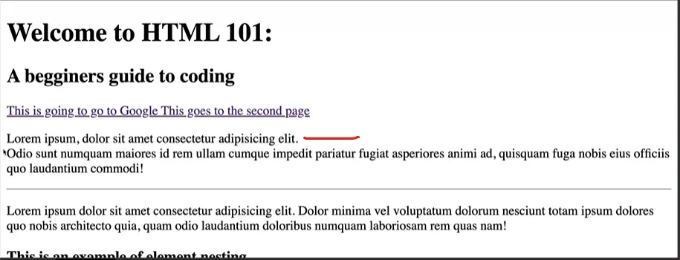 Welcome to HTML 101:
A begginers guide to coding
This is going to go to Google This goes to the second page
Lorem ipsum, dolor sit amet consectetur adipisicing elit.
Odio sunt numquam maiores id rem ullam cumque impedit pariatur fugiat asperiores animi ad, quisquam fuga nobis eius officiis
quo laudantium commodi!
Lorem ipsum dolor sit amet consectetur adipisicing elit. Dolor minima vel voluptatum dolorum nesciunt totam ipsum dolores
quo nobis architecto quia, quam odio laudantium doloribus numquam laboriosam rem quas nam!
This is an example of element nesting